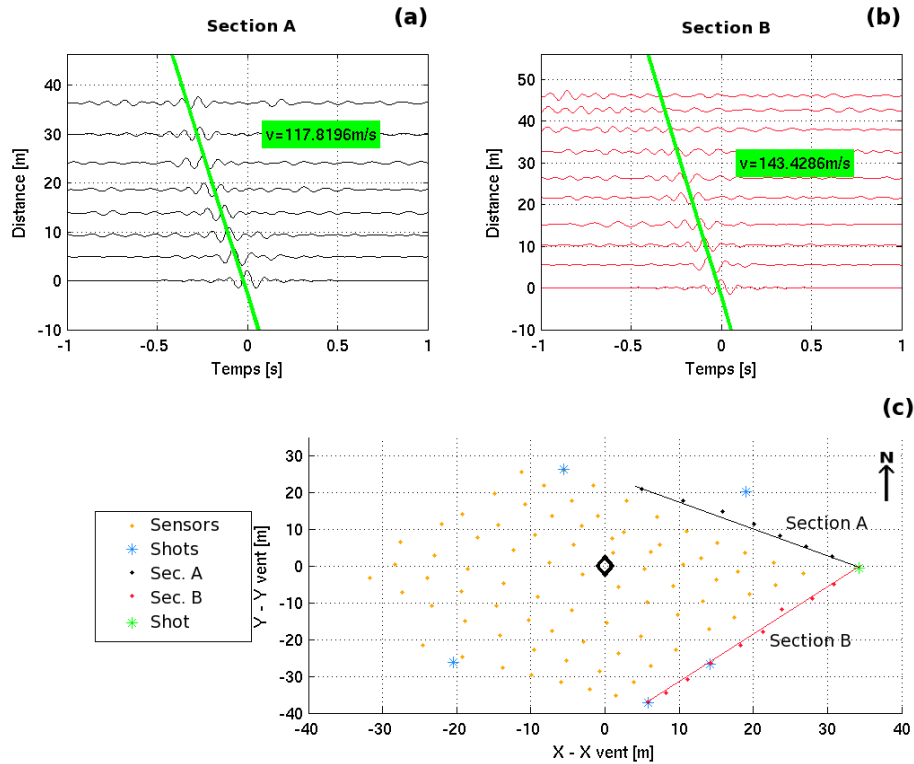 Section A
(a)
Distance [m]
40
30
20
10
0
-10
v=117.8196m/s
-1
-0.5
0
0.5
1
Temps [s]
Section B
(b)
Distance [m]
50
40
30
20
10
0
-10
v=143.4286m/s
-1
-0.5
0
0.5
1
Temps [s]
(c)
Sensors
Shots
Sec. A
Sec. B
Shot
Y - Y vent [m]
30
20
10
0
-10
-20
-30
-40
N
Section A
Section B
-40
-30
-20
-10
0
10
20
30
40
X - X vent [m]